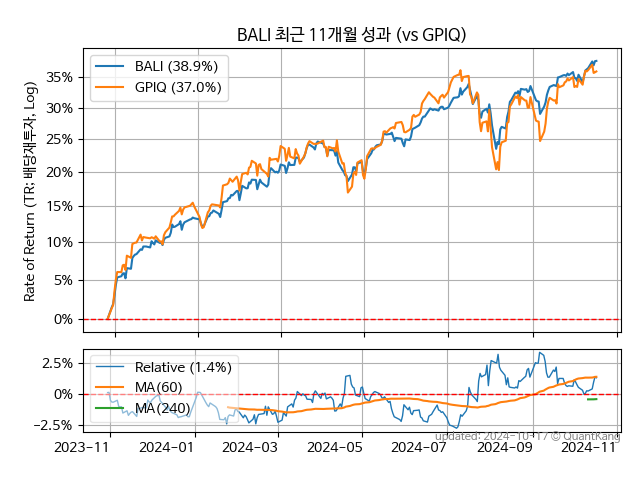 BALI 최근 11개월 성과 (vs GPIQ)
Rate of Return (TR; 배당재투자, Log)
35%
30%
25%
20%
15%
10%
5%
0%
BALI (38.9%)
GPIQ (37.0%)
2.5%
0.0%
−2.5%
Relative (1.4%)
MA(60)
MA(240)
2023−11
2024−01
2024−03
2024−05
2024−07
2024−09
2024−11
updated: 2024-10-17 © QuantKang